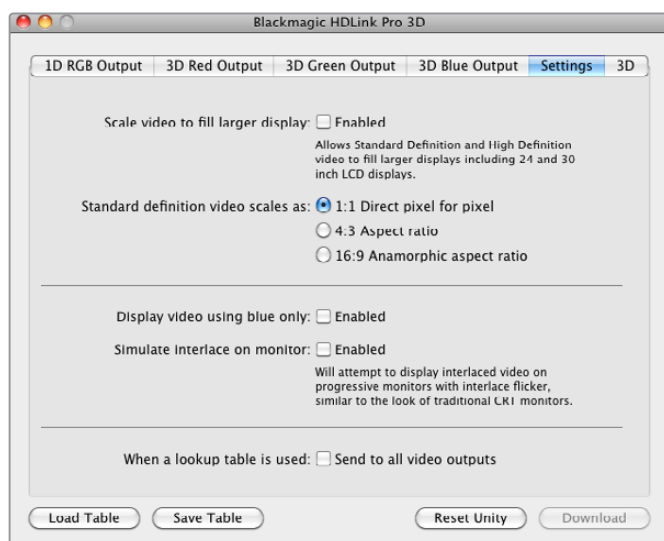 Blackmagic HDLink Pro 3D
1D RGB Output 3D Red Output 3D Green Output 3D Blue Output Settings 3D
Scale video to fill larger display: Enabled
Allows Standard Definition and High Definition
video to fill larger displays including 24 and 30
inch LCD displays.
Standard definition video scales as: 1:1 Direct pixel for pixel
4:3 Aspect ratio
16:9 Anamorphic aspect ratio
Display video using blue only: Enabled
Simulate interlace on monitor: Enabled
Will attempt to display interlaced video on
progressive monitors with interlace flicker,
similar to the look of traditional CRT monitors.
When a lookup table is used: Send to all video outputs
Load Table Save Table Reset Unity Download